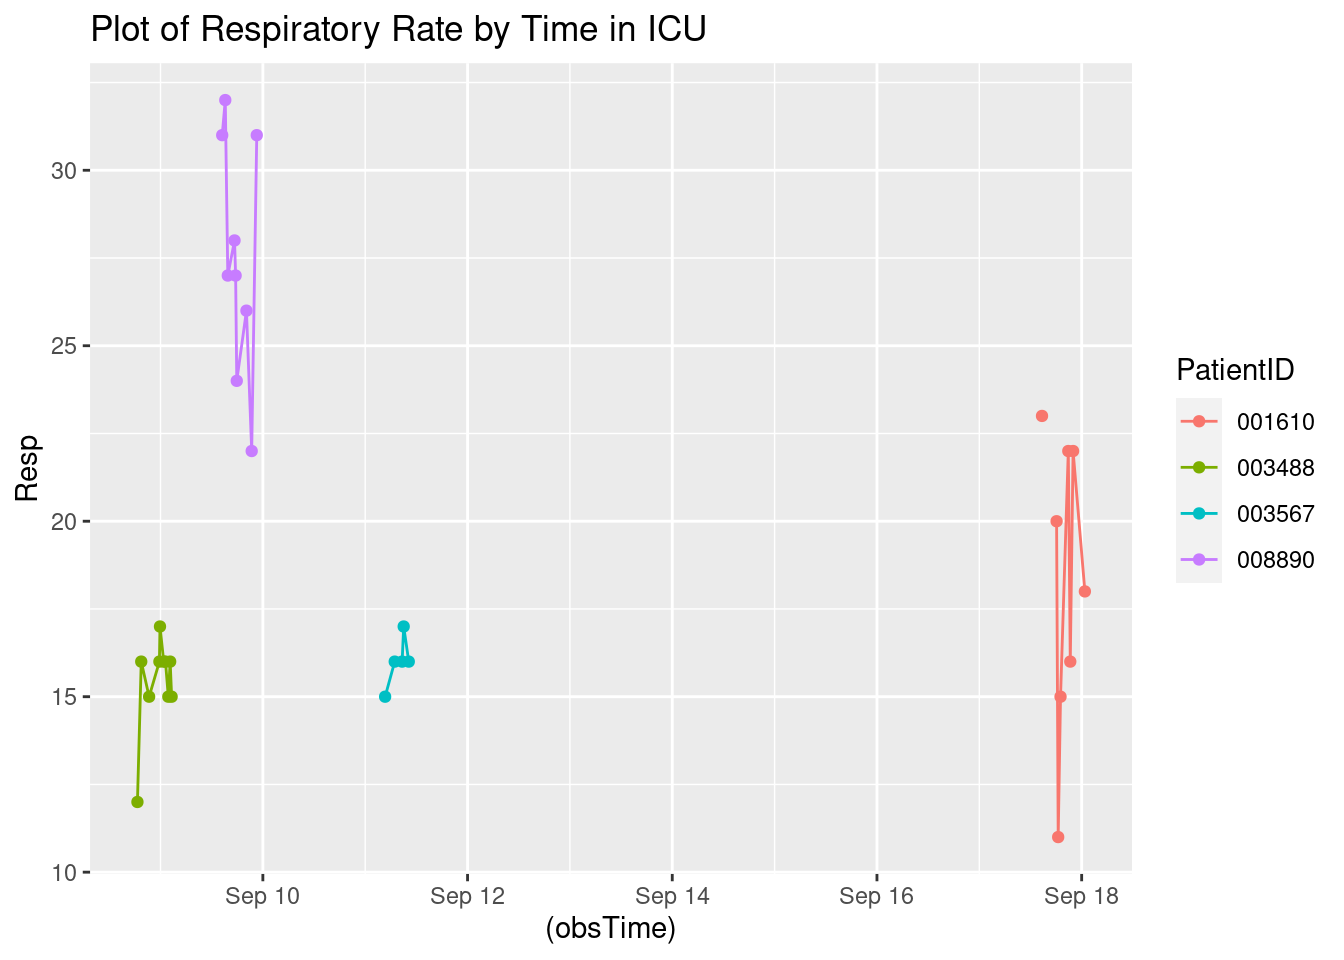 Plot of Respiratory Rate by Time in ICU
30
25
20
15
10
Resp
Sep 10
Sep 12
Sep 14
Sep 16
Sep 18
(obsTime)
PatientID
001610
003488
003567
008890